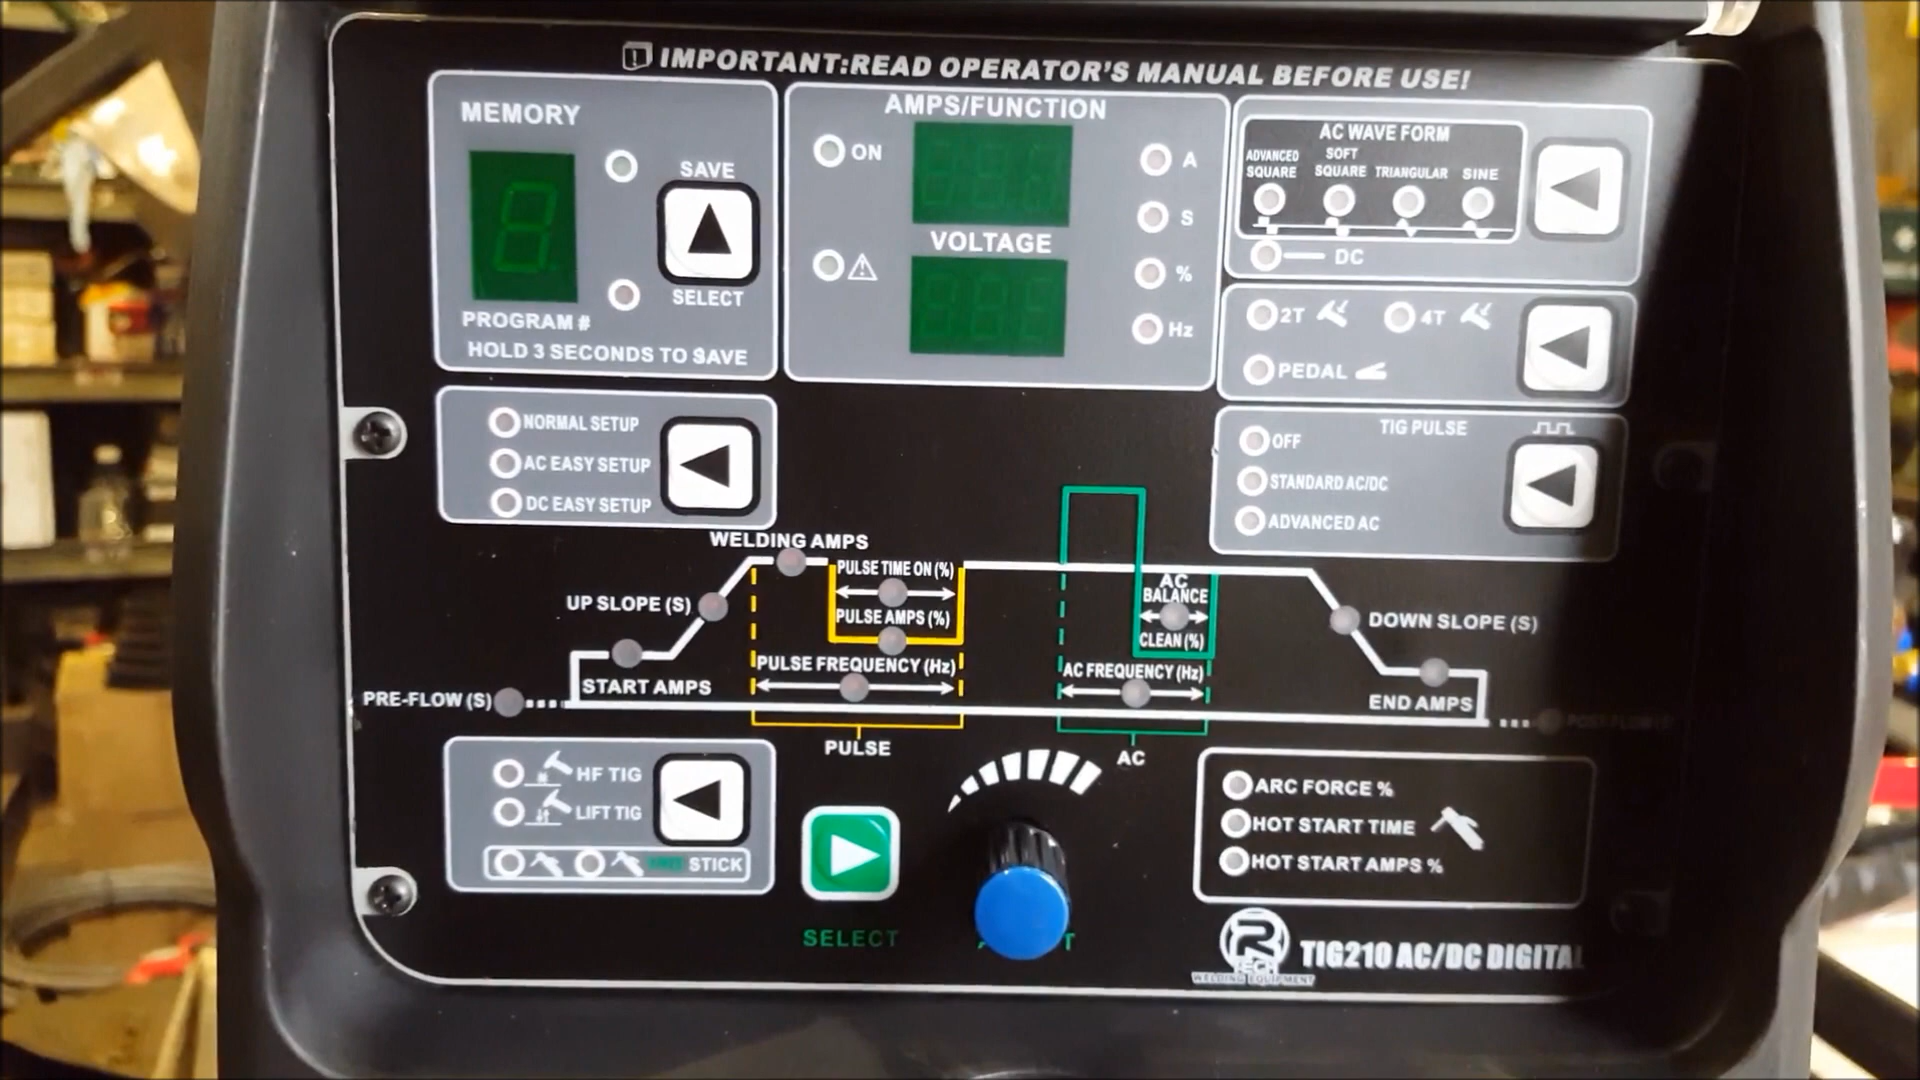 IMPORTANT:READ OPERATOR'S MANUAL BEFORE USE!
MEMORY
SAVE
SELECT
PROGRAM #
HOLD 3 SECONDS TO SAVE
AMPS/FUNCTION
ON
A
S
VOLTAGE
%
Hz
AC WAVE FORM
ADVANCED SQUARE
SOFT SQUARE
TRIANGULAR
SINE
DC
2T
4T
PEDAL
NORMAL SETUP
AC EASY SETUP
DC EASY SETUP
TIG PULSE
OFF
STANDARD AC/DC
ADVANCED AC
WELDING AMPS
PULSE TIME ON (%)
UP SLOPE (S)
PULSE AMPS (%)
AC BALANCE
CLEAN (%)
DOWN SLOPE (S)
START AMPS
PULSE FREQUENCY (Hz)
AC FREQUENCY (Hz)
PRE-FLOW (S)
END AMPS
POST FLOW (S)
PULSE
AC
HF TIG
LIFT TIG
STICK
SELECT
ARC FORCE %
HOT START TIME
HOT START AMPS %
WELDING EQUIPMENT
TIG210 AC/DC DIGITAL